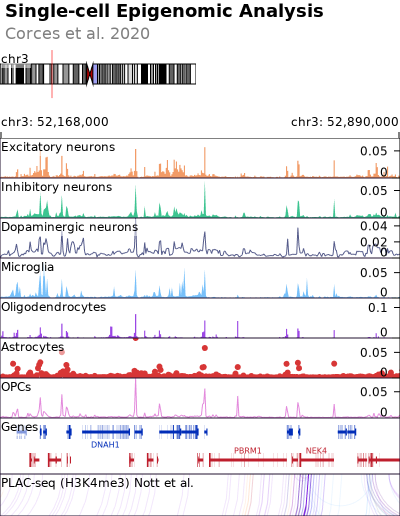 Single-cell Epigenomic Analysis
Corces et al. 2020
chr3
chr3: 52,168,000 chr3: 52,890,000
Excitatory neurons 0.05
0
Inhibitory neurons 0.05
0
Dopaminergic neurons 0.04
0.02
0
Microglia 0.05
0
Oligodendrocytes 0.1
0
Astrocytes 0.05
0
OPCs 0.05
0
Genes
DNAH1
PBRM1 NEK4
PLAC-seq (H3K4me3) Nott et al.